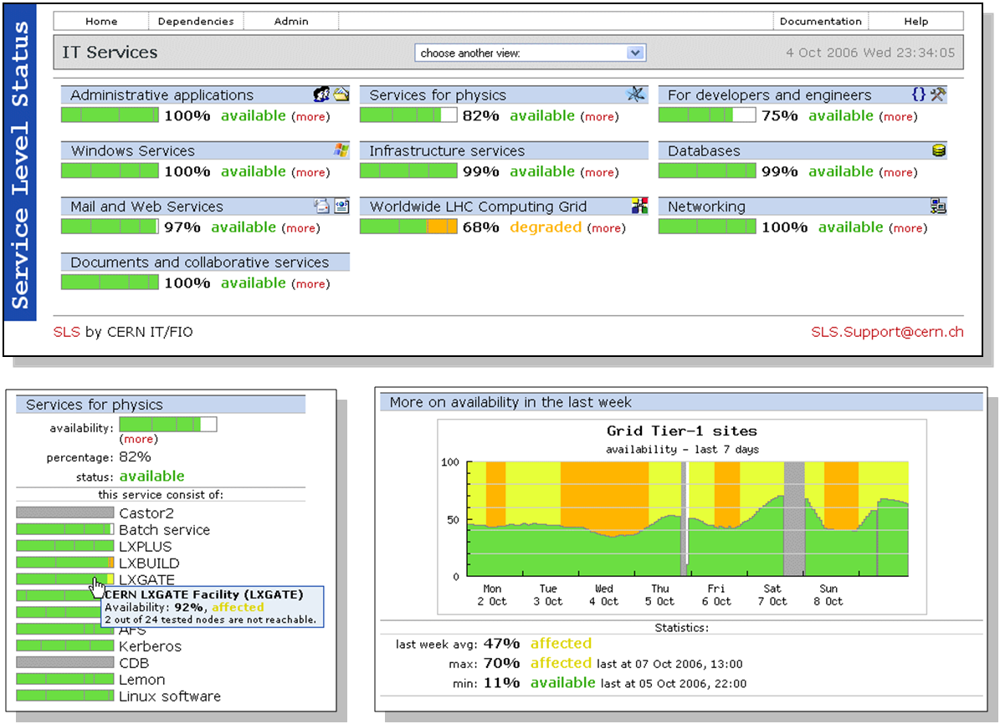 Service Level Status
Home Dependencies Admin Documentation Help
IT Services choose another view: 4 Oct 2006 Wed 23:34:05
Administrative applications
100% available (more)
Services for physics
82% available (more)
For developers and engineers
75% available (more)
Windows Services
100% available (more)
Infrastructure services
99% available (more)
Databases
99% available (more)
Mail and Web Services
97% available (more)
Worldwide LHC Computing Grid
68% degraded (more)
Networking
100% available (more)
Documents and collaborative services
100% available (more)
SLS by CERN IT/FIO SLS.Support@cern.ch
Services for physics
availability:
(more)
percentage: 82%
status: available
this service consist of:
Castor2
Batch service
LXPLUS
LXBUILD
LXGATE
CERN LXGATE Facility (LXGATE)
Availability: 92%, affected
2 out of 24 tested nodes are not reachable.
AFS
Kerberos
CDB
Lemon
Linux software
More on availability in the last week
Grid Tier-1 sites
availability - last 7 days
100
50
0
Mon Tue Wed Thu Fri Sat Sun
2 Oct 3 Oct 4 Oct 5 Oct 6 Oct 7 Oct 8 Oct
Statistics:
last week avg: 47% affected
max: 70% affected last at 07 Oct 2006, 13:00
min: 11% available last at 05 Oct 2006, 22:00